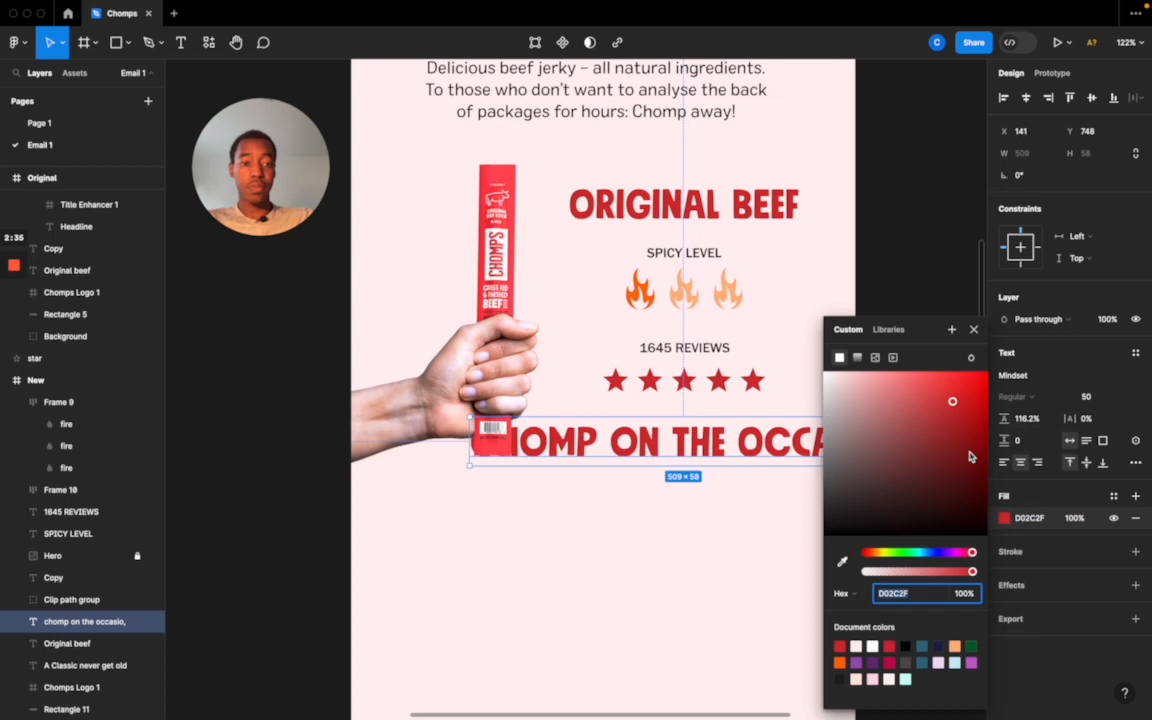 Chomps
C
Share
A?
122%
Layers
Assets
Email 1
Pages
Page 1
Email 1
Original
Title Enhancer 1
Headline
2:35
Copy
Original beef
Chomps Logo 1
Rectangle 5
Background
star
New
Frame 9
fire
fire
fire
Frame 10
1645 REVIEWS
SPICY LEVEL
Hero
Copy
Clip path group
chomp on the occasio,
Original beef
A Classic never get old
Chomps Logo 1
Rectangle 11
Delicious beef jerky – all natural ingredients.
To those who don't want to analyse the back
of packages for hours: Chomp away!
CHOMPS
BEEF
ORIGINAL BEEF
SPICY LEVEL
1645 REVIEWS
HOMP ON THE OCCA
509 × 58
Custom
Libraries
Hex
D02C2F
100%
Document colors
Design
Prototype
X
141
Y
748
W
509
H
58
0°
Constraints
Left
Top
Layer
Pass through
100%
Text
Mindset
Regular
50
116.2%
|A|
0%
0
Fill
D02C2F
100%
Stroke
Effects
Export
?